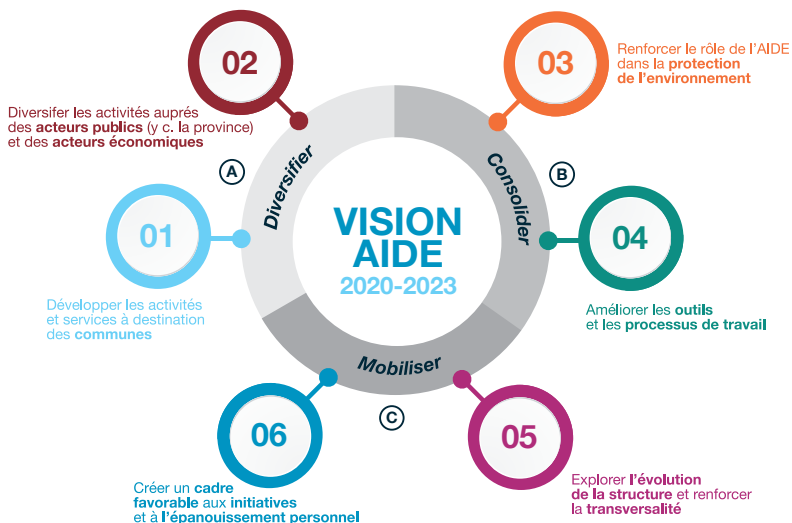 02
Diversifer les activités auprés
des acteurs publics (y c. la province)
et des acteurs économiques
03
Renforcer le rôle de l'AIDE
dans la protection
de l'environnement
A
Diversifier
B
Consolider
VISION
AIDE
2020-2023
01
Développer les activités
et services à destination
des communes
04
Améliorer les outils
et les processus de travail
Mobiliser
C
06
Créer un cadre
favorable aux initiatives
et à l'épanouissement personnel
05
Explorer l'évolution
de la structure et renforcer
la transversalité